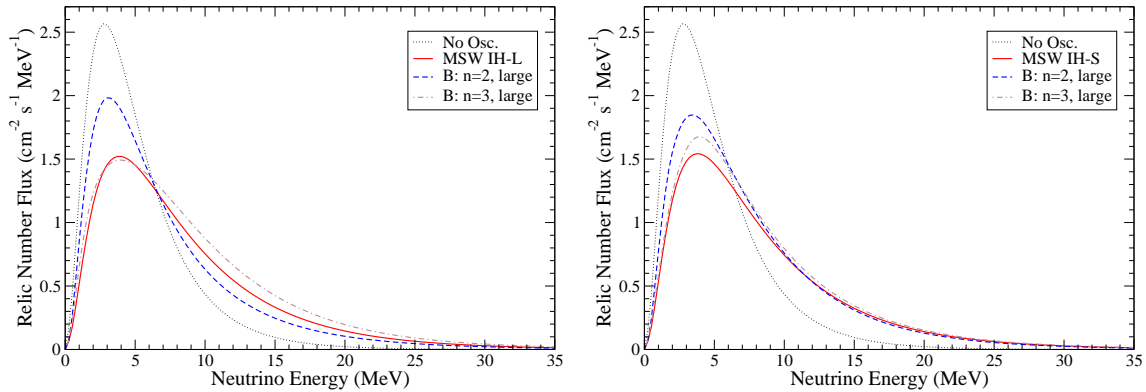 Relic Number Flux (cm⁻² s⁻¹ MeV⁻¹)
2.5
2
1.5
1
0.5
0
0 5 10 15 20 25 30 35
Neutrino Energy (MeV)
No Osc.
MSW IH-L
B: n=2, large
B: n=3, large
Relic Number Flux (cm⁻² s⁻¹ MeV⁻¹)
2.5
2
1.5
1
0.5
0
0 5 10 15 20 25 30 35
Neutrino Energy (MeV)
No Osc.
MSW IH-S
B: n=2, large
B: n=3, large